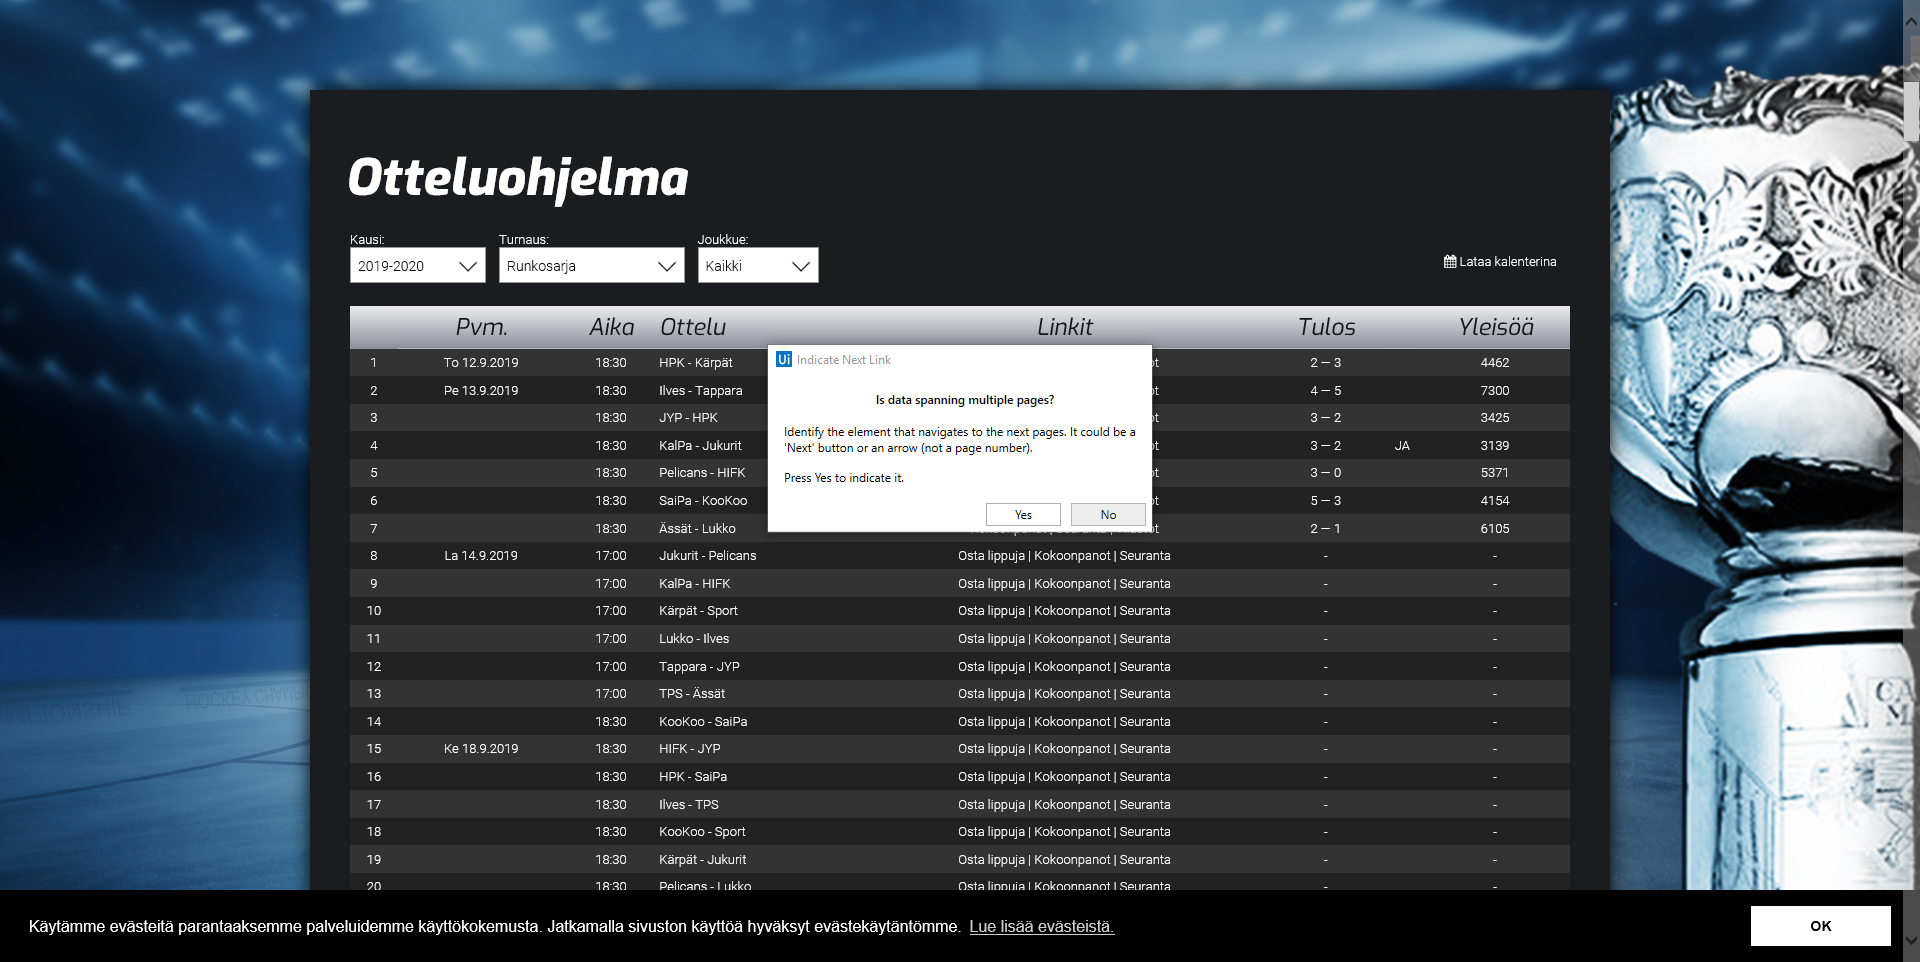 Otteluohjelma
Kausi: Turnaus: Joukkue:
2019-2020 Runkosarja Kaikki
Lataa kalenterina
Pvm. Aika Ottelu Linkit Tulos Yleisöä
1 To 12.9.2019 18:30 HPK - Kärpät 2 — 3 4462
2 Pe 13.9.2019 18:30 Ilves - Tappara 4 — 5 7300
3 18:30 JYP - HPK 3 — 2 3425
4 18:30 KalPa - Jukurit 3 — 2 JA 3139
5 18:30 Pelicans - HIFK 3 — 0 5371
6 18:30 SaiPa - KooKoo 5 — 3 4154
7 18:30 Ässät - Lukko 2 — 1 6105
Ui Indicate Next Link
Is data spanning multiple pages?
Identify the element that navigates to the next pages. It could be a
'Next' button or an arrow (not a page number).
Press Yes to indicate it.
Yes No
8 La 14.9.2019 17:00 Jukurit - Pelicans Osta lippuja | Kokoonpanot | Seuranta - -
9 17:00 KalPa - HIFK Osta lippuja | Kokoonpanot | Seuranta - -
10 17:00 Kärpät - Sport Osta lippuja | Kokoonpanot | Seuranta - -
11 17:00 Lukko - Ilves Osta lippuja | Kokoonpanot | Seuranta - -
12 17:00 Tappara - JYP Osta lippuja | Kokoonpanot | Seuranta - -
13 17:00 TPS - Ässät Osta lippuja | Kokoonpanot | Seuranta - -
14 18:30 KooKoo - SaiPa Osta lippuja | Kokoonpanot | Seuranta - -
15 Ke 18.9.2019 18:30 HIFK - JYP Osta lippuja | Kokoonpanot | Seuranta - -
16 18:30 HPK - SaiPa Osta lippuja | Kokoonpanot | Seuranta - -
17 18:30 Ilves - TPS Osta lippuja | Kokoonpanot | Seuranta - -
18 18:30 KooKoo - Sport Osta lippuja | Kokoonpanot | Seuranta - -
19 18:30 Kärpät - Jukurit Osta lippuja | Kokoonpanot | Seuranta - -
20 18:30 Pelicans - Lukko Osta lippuja | Kokoonpanot | Seuranta - -
Käytämme evästeitä parantaaksemme palveluidemme käyttökokemusta. Jatkamalla sivuston käyttöä hyväksyt evästekäytäntömme. Lue lisää evästeistä.
OK